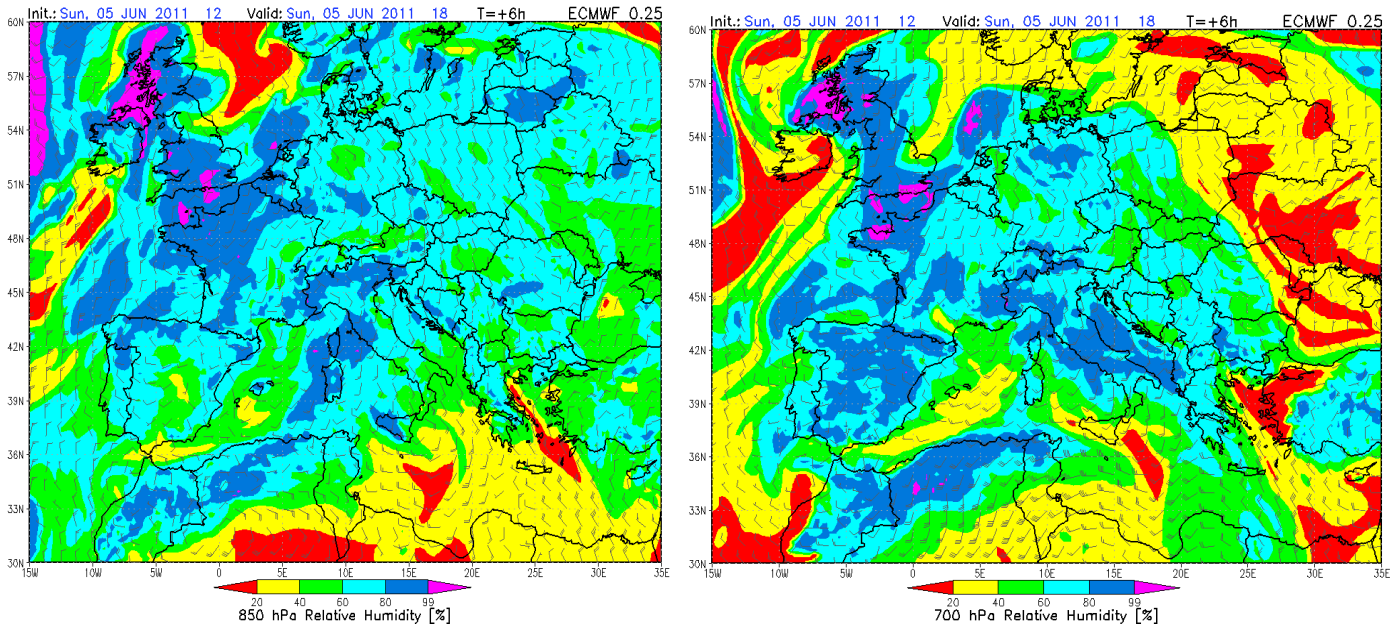 Init.: Sun, 05 JUN 2011 12 Valid: Sun, 05 JUN 2011 18 T=+6h ECMWF 0.25
60N
57N
54N
51N
48N
45N
42N
39N
36N
33N
30N
15W 10W 5W 0 5E 10E 15E 20E 25E 30E 35E
20 40 60 80 99
850 hPa Relative Humidity [%]
Init.: Sun, 05 JUN 2011 12 Valid: Sun, 05 JUN 2011 18 T=+6h ECMWF 0.25
60N
57N
54N
51N
48N
45N
42N
39N
36N
33N
30N
15W 10W 5W 0 5E 10E 15E 20E 25E 30E 35E
20 40 60 80 99
700 hPa Relative Humidity [%]